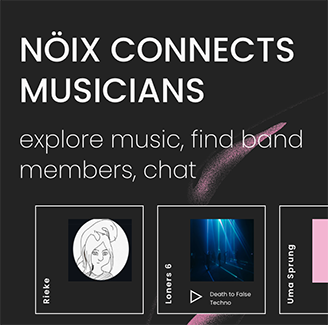 NÖIX CONNECTS
MUSICIANS
explore music, find band
members, chat
Rieke
Loners 6
Death to False
Techno
Uma Sprung